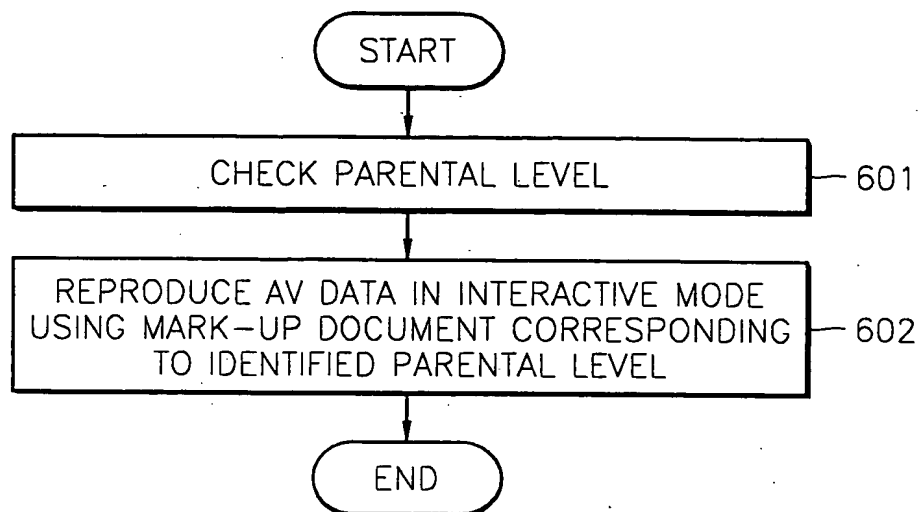 START
CHECK PARENTAL LEVEL
601
REPRODUCE AV DATA IN INTERACTIVE MODE
USING MARK-UP DOCUMENT CORRESPONDING
TO IDENTIFIED PARENTAL LEVEL
602
END